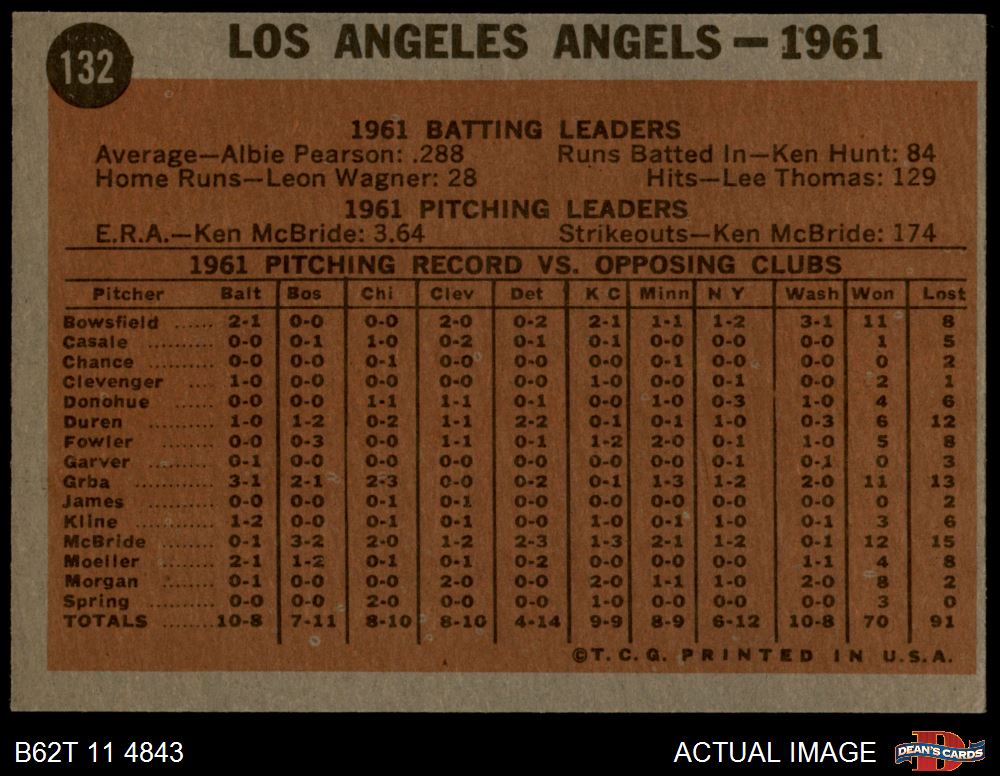 132
LOS ANGELES ANGELS — 1961
1961 BATTING LEADERS
Average—Albie Pearson: .288 Runs Batted In—Ken Hunt: 84
Home Runs—Leon Wagner: 28 Hits—Lee Thomas: 129
1961 PITCHING LEADERS
E.R.A.—Ken McBride: 3.64 Strikeouts—Ken McBride: 174
1961 PITCHING RECORD VS. OPPOSING CLUBS
Pitcher Balt Bos Chi Clev Det K C Minn N Y Wash Won Lost
Bowsfield ...... 2-1 0-0 0-0 2-0 0-2 2-1 1-1 1-2 3-1 11 8
Casale .......... 0-0 0-1 1-0 0-2 0-1 0-1 0-0 0-0 0-0 1 5
Chance ......... 0-0 0-0 0-1 0-0 0-0 0-0 0-1 0-0 0-0 0 2
Clevenger .... 1-0 0-0 0-0 0-0 0-0 1-0 0-0 0-1 0-0 2 1
Donohue ...... 0-0 0-0 1-1 1-1 0-1 0-0 1-0 0-3 1-0 4 6
Duren .......... 1-0 1-2 0-2 1-1 2-2 0-1 0-1 1-0 0-3 6 12
Fowler ......... 0-0 0-3 0-0 1-1 0-1 1-2 2-0 0-1 1-0 5 8
Garver ......... 0-1 0-0 0-0 0-0 0-0 0-0 0-0 0-1 0-1 0 3
Grba ............ 3-1 2-1 2-3 0-0 0-2 0-1 1-3 1-2 2-0 11 13
James .......... 0-0 0-0 0-1 0-1 0-0 0-0 0-0 0-0 0-0 0 2
Kline ............ 1-2 0-0 0-1 0-1 0-0 1-0 0-1 1-0 0-1 3 6
McBride ........ 0-1 3-2 2-0 1-2 2-3 1-3 2-1 1-2 0-1 12 15
Moeller ........ 2-1 1-2 0-1 0-1 0-2 0-0 0-0 0-0 1-1 4 8
Morgan ........ 0-1 0-0 0-0 2-0 0-0 2-0 1-1 1-0 2-0 8 2
Spring .......... 0-0 0-0 2-0 0-0 0-0 1-0 0-0 0-0 0-0 3 0
TOTALS ....... 10-8 7-11 8-10 8-10 4-14 9-9 8-9 6-12 10-8 70 91
©T.C.G. PRINTED IN U.S.A.
B62T 11 4843 ACTUAL IMAGE DEAN'S CARDS